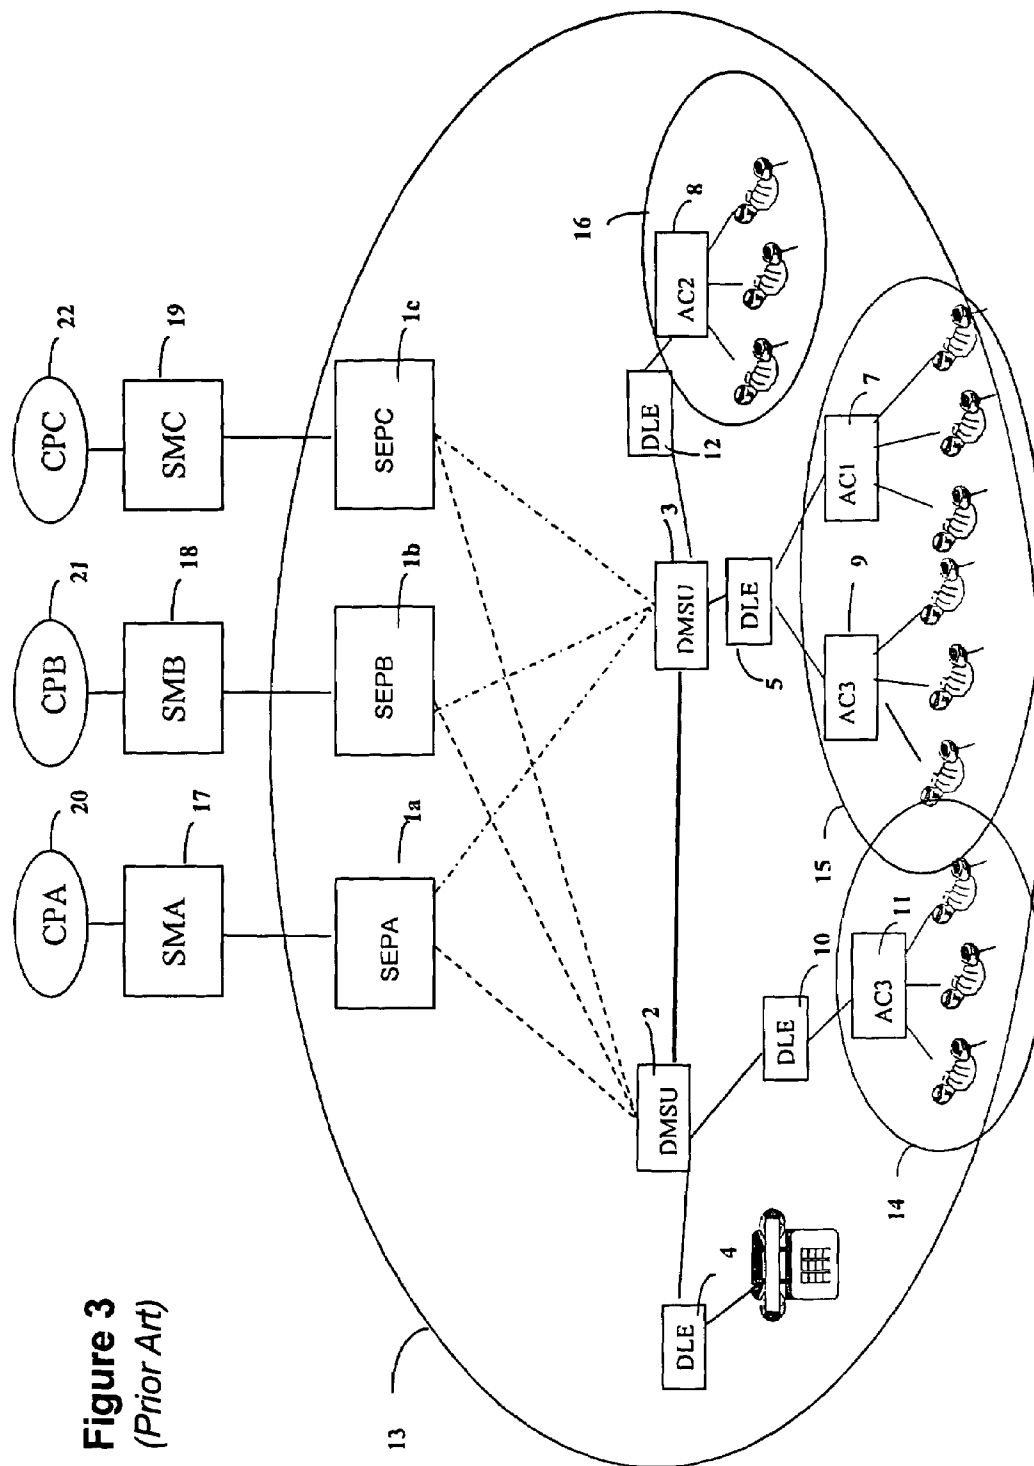 Figure 3
(Prior Art)
CPA
20
CPB
21
CPC
22
SMA
17
SMB
18
SMC
19
13
SEPA
1a
SEPB
1b
SEPC
1c
16
DMSU
2
DMSU
3
DLE
12
AC2
8
DLE
4
DLE
10
DLE
5
AC3
11
AC3
9
AC1
7
14
15